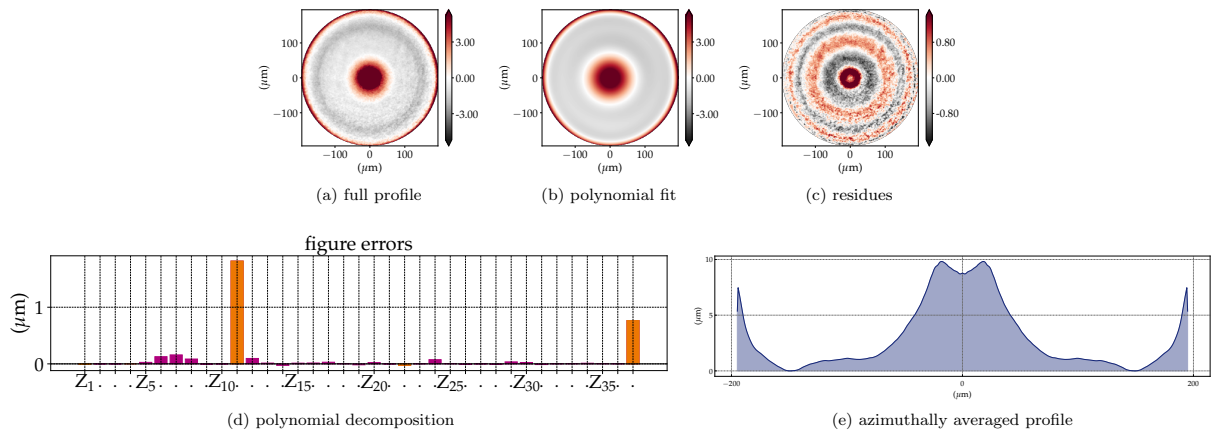 100
0
−100
(μm)
−100 0 100
(μm)
3.00
0.00
−3.00
(a) full profile
100
0
−100
(μm)
−100 0 100
(μm)
3.00
0.00
−3.00
(b) polynomial fit
100
0
−100
(μm)
−100 0 100
(μm)
0.80
0.00
−0.80
(c) residues
figure errors
(μm)
1
0
Z1 . . . Z5 . . . . Z10 . . . . Z15 . . . . Z20 . . . . Z25 . . . . Z30 . . . . Z35 . .
(d) polynomial decomposition
10
5
0
(μm)
−200 0 200
(μm)
(e) azimuthally averaged profile